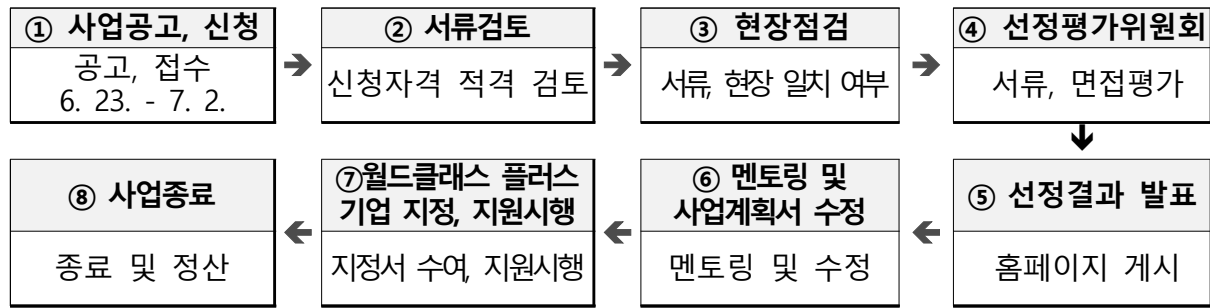 ① 사업공고, 신청
공고, 접수
6. 23. - 7. 2.
➔
② 서류검토
신청자격 적격 검토
➔
③ 현장점검
서류, 현장 일치 여부
➔
④ 선정평가위원회
서류, 면접평가
🡻
⑤ 선정결과 발표
홈페이지 게시
🡸
⑥ 멘토링 및
사업계획서 수정
멘토링 및 수정
🡸
⑦월드클래스 플러스
기업 지정, 지원시행
지정서 수여, 지원시행
🡸
⑧ 사업종료
종료 및 정산